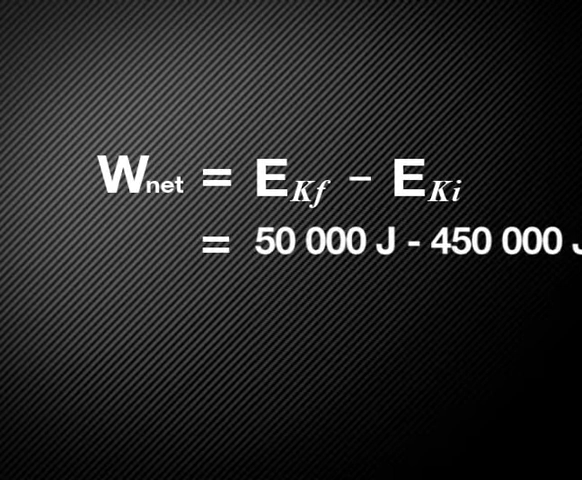 Wnet = EKf - EKi
= 50 000 J - 450 000 J